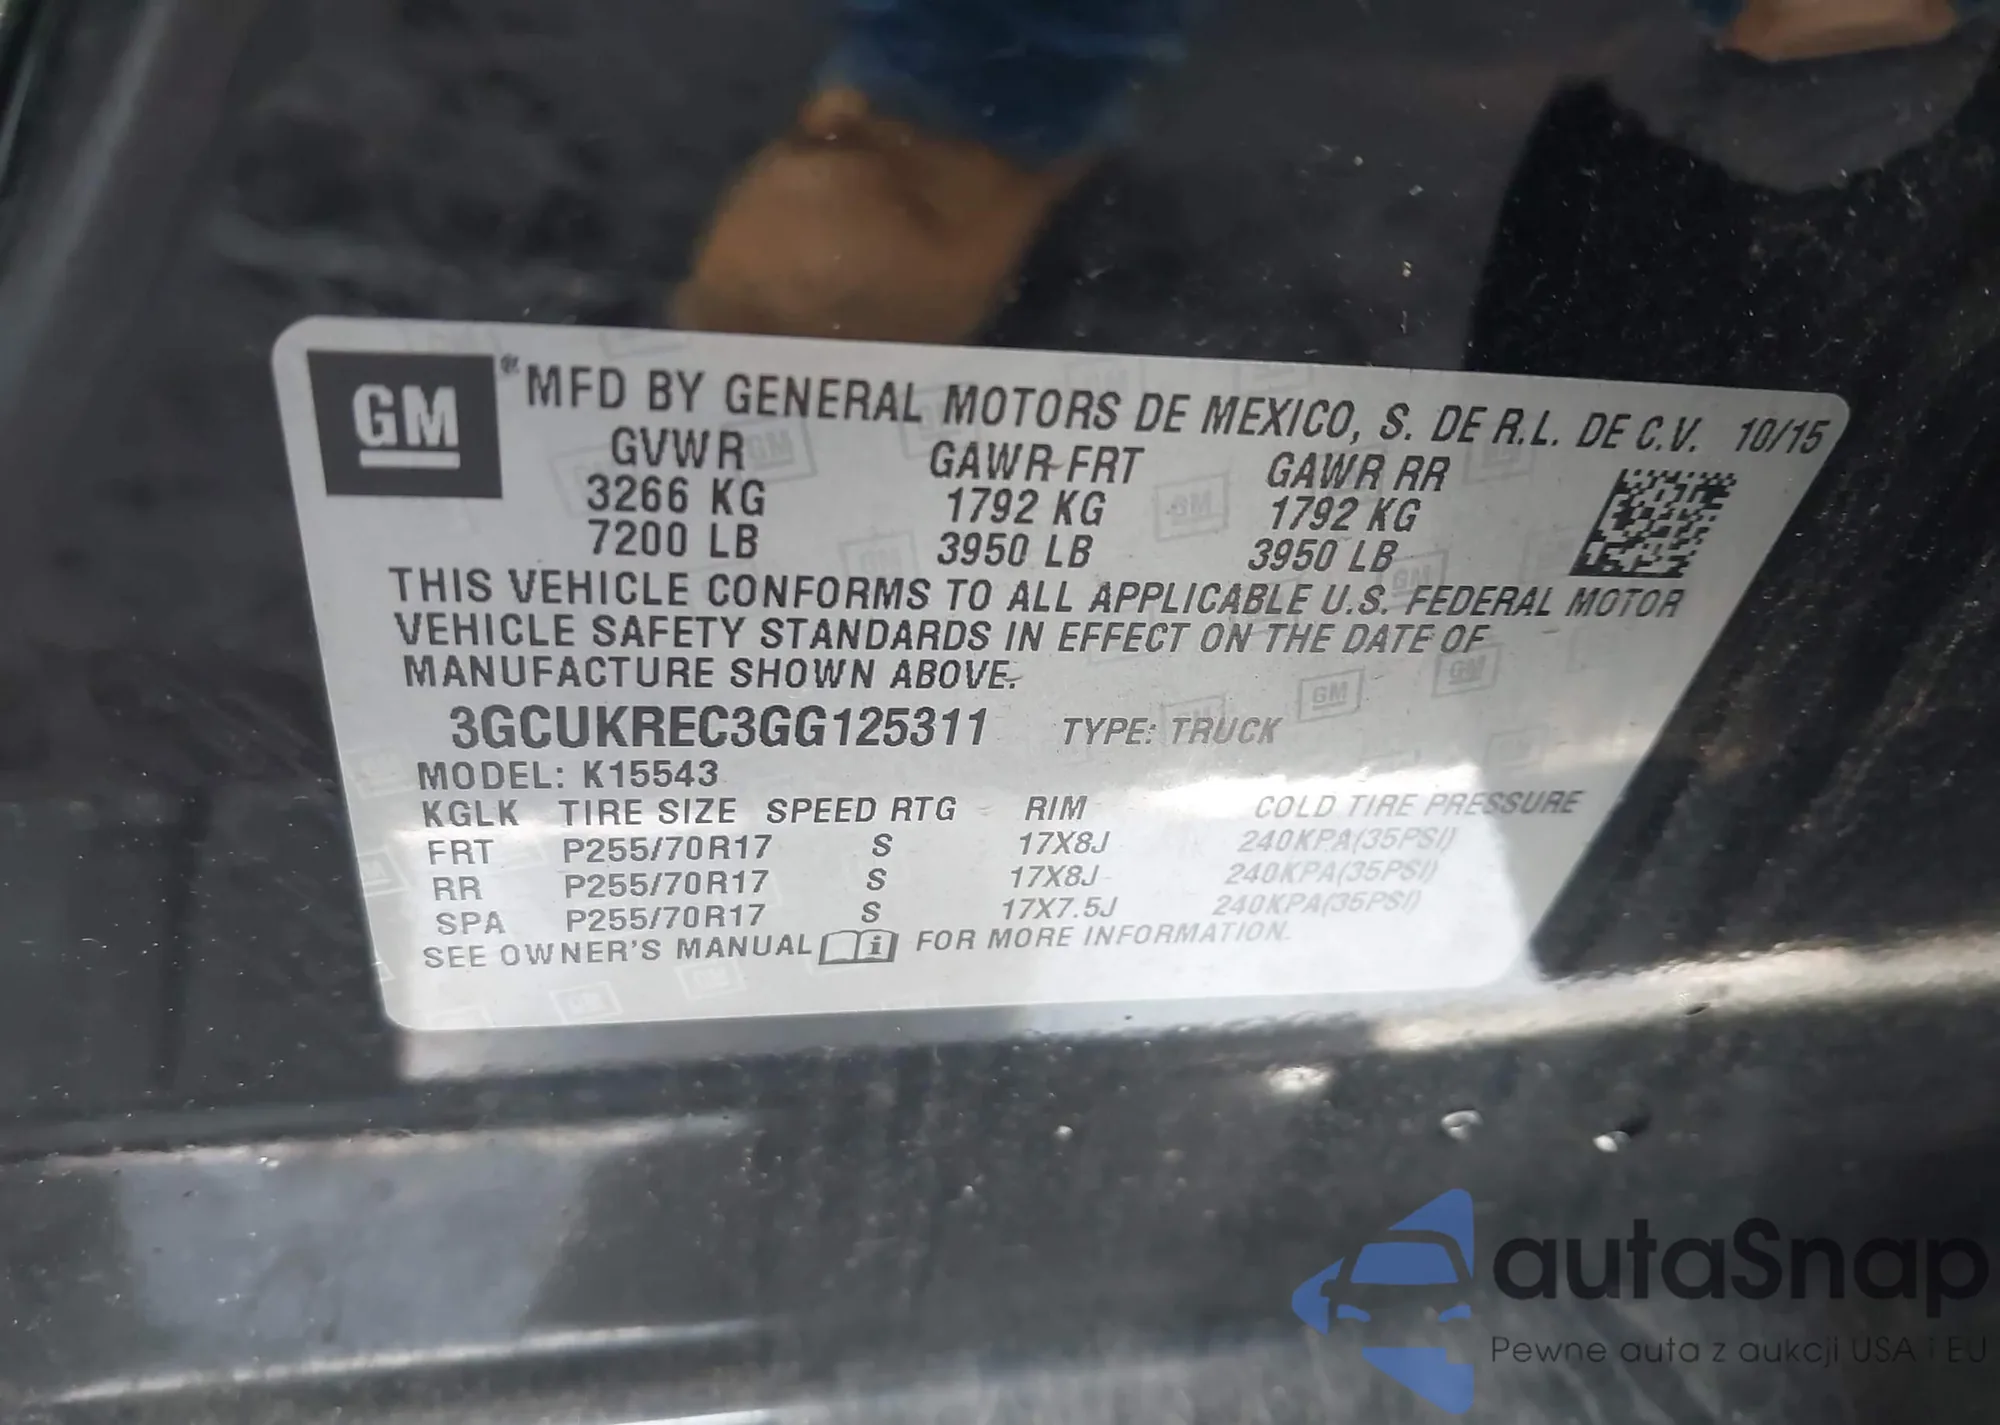 GM
® MFD BY GENERAL MOTORS DE MEXICO, S. DE R.L. DE C.V. 10/15
GVWR GAWR FRT GAWR RR
3266 KG 1792 KG 1792 KG
7200 LB 3950 LB 3950 LB
THIS VEHICLE CONFORMS TO ALL APPLICABLE U.S. FEDERAL MOTOR
VEHICLE SAFETY STANDARDS IN EFFECT ON THE DATE OF
MANUFACTURE SHOWN ABOVE.
3GCUKREC3GG125311 TYPE: TRUCK
MODEL: K15543
KGLK TIRE SIZE SPEED RTG RIM COLD TIRE PRESSURE
FRT P255/70R17 S 17X8J 240KPA(35PSI)
RR P255/70R17 S 17X8J 240KPA(35PSI)
SPA P255/70R17 S 17X7.5J 240KPA(35PSI)
SEE OWNER'S MANUAL i FOR MORE INFORMATION.
autaSnap
Pewne auta z aukcji USA i EU